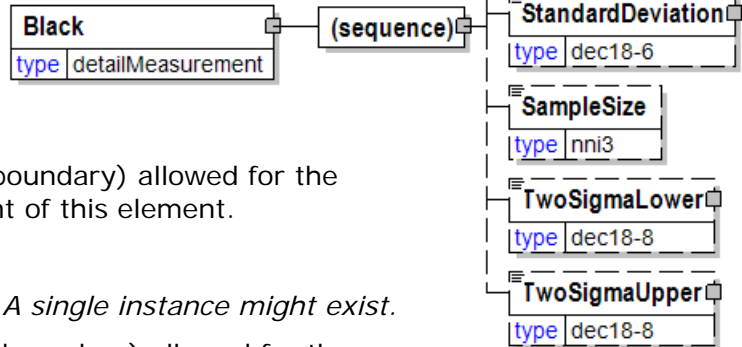 StandardDeviation
type dec18-6
Black
type detailMeasurement
(sequence)
SampleSize
type nni3
boundary) allowed for the
nt of this element.
TwoSigmaLower
type dec18-8
A single instance might exist.
TwoSigmaUpper
type dec18-8